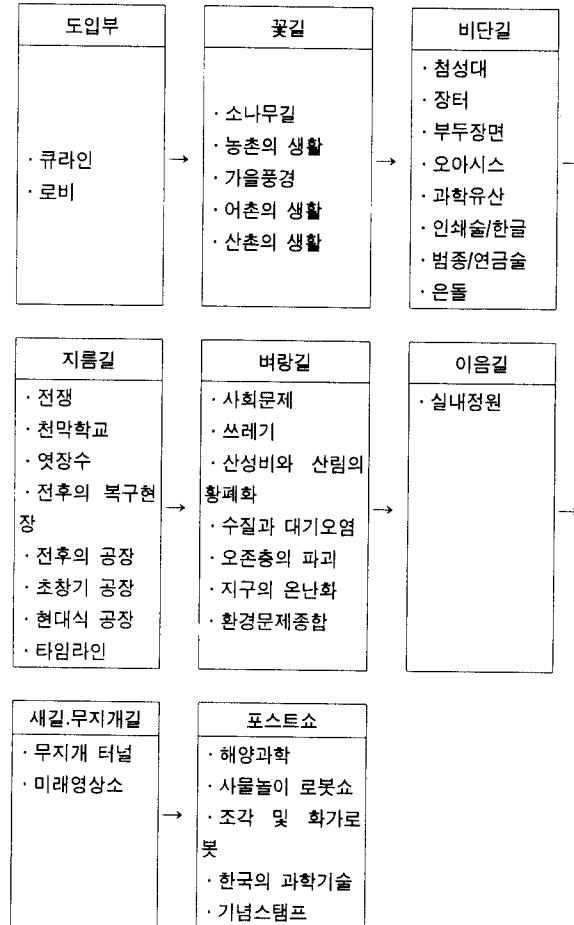 도입부
· 큐라인
· 로비
→
꽃길
· 소나무길
· 농촌의 생활
· 가을풍경
· 어촌의 생활
· 산촌의 생활
→
비단길
· 첨성대
· 장터
· 부두장면
· 오아시스
· 과학유산
· 인쇄술/한글
· 범종/연금술
· 은돌
→
지름길
· 전쟁
· 천막학교
· 엿장수
· 전후의 복구현
장
· 전후의 공장
· 초창기 공장
· 현대식 공장
· 타임라인
→
벼랑길
· 사회문제
· 쓰레기
· 산성비와 산림의
황폐화
· 수질과 대기오염
· 오존층의 파괴
· 지구의 온난화
· 환경문제종합
→
이음길
· 실내정원
→
새길.무지개길
· 무지개 터널
· 미래영상소
→
포스트쇼
· 해양과학
· 사물놀이 로봇쇼
· 조각 및 화가로
봇
· 한국의 과학기술
· 기념스탬프